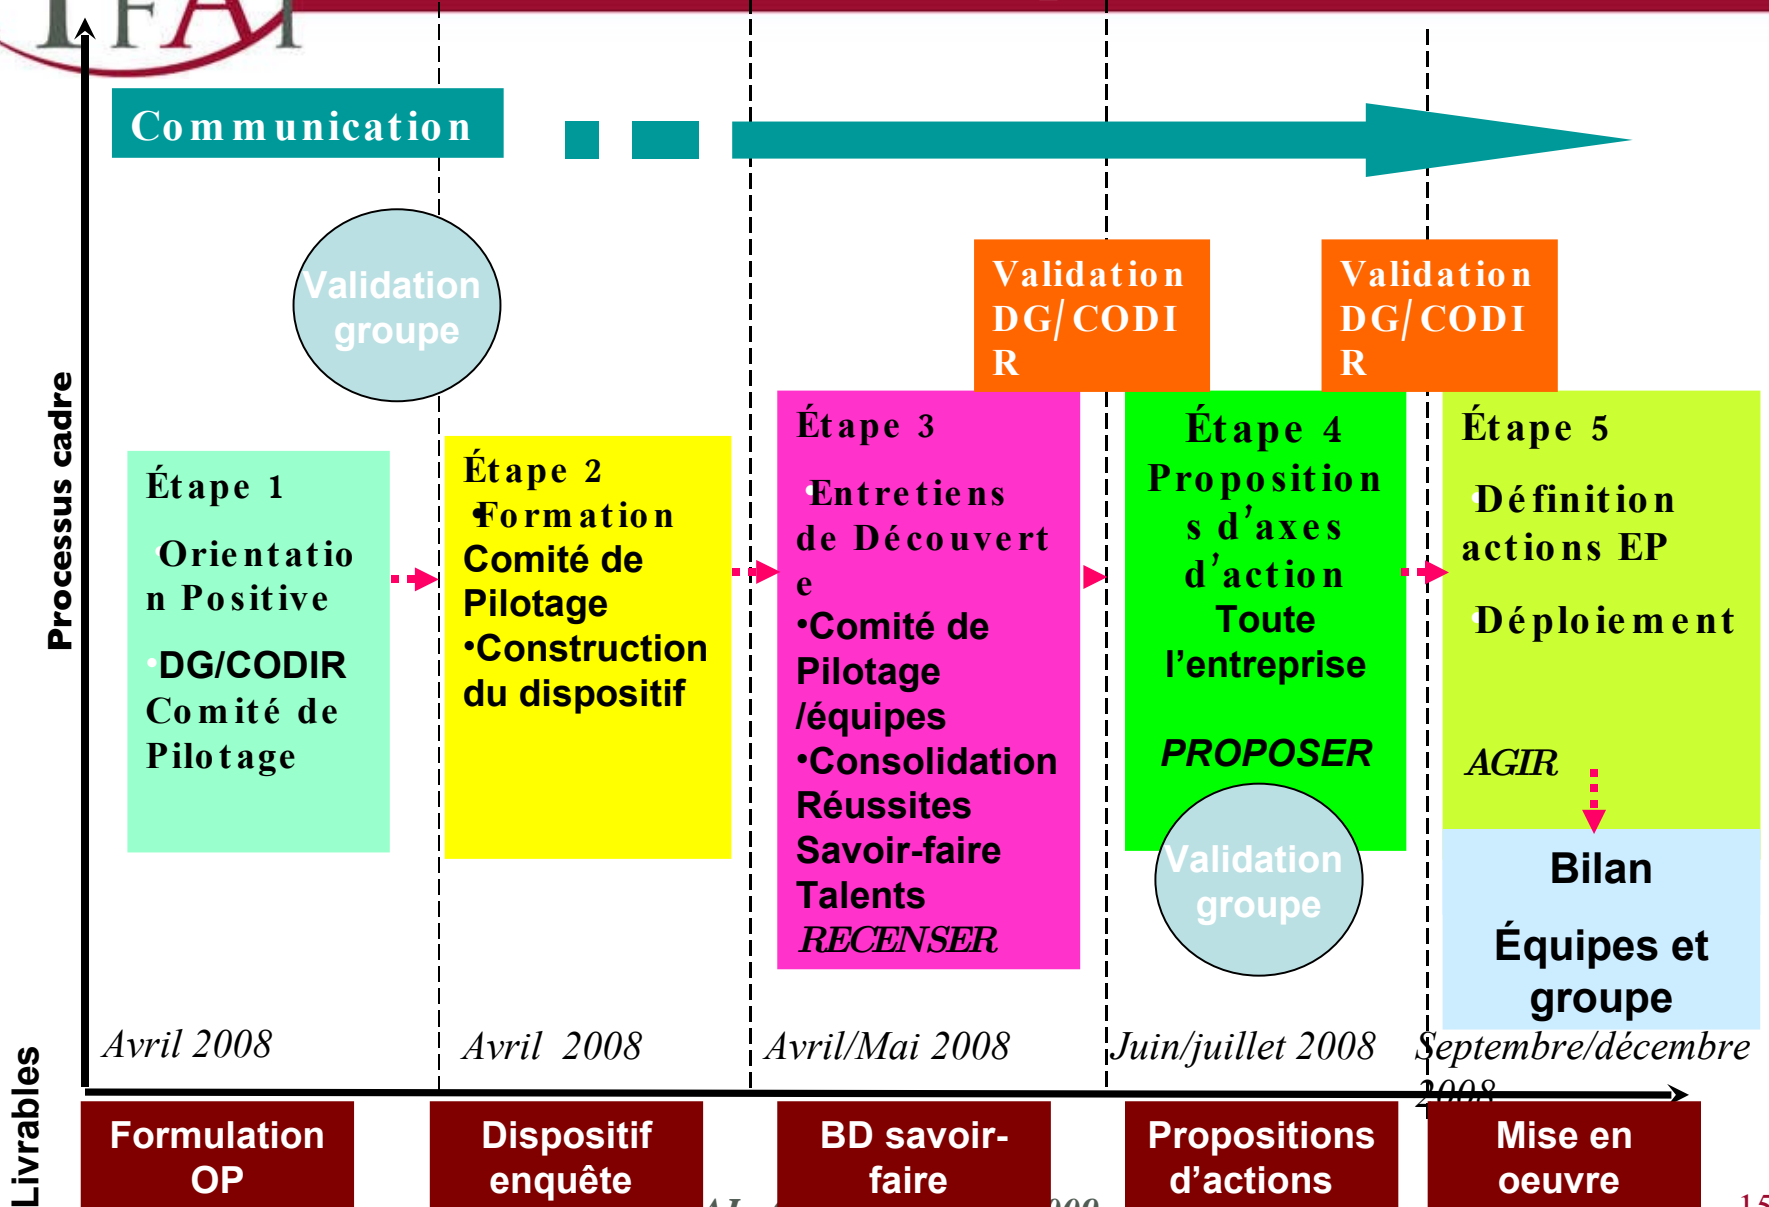 IFAI
Communication
Validation
groupe
Validation
DG/CODI
R
Validation
DG/CODI
R
Processus cadre
Étape 1
•Orientatio
n Positive
•DG/CODIR
Comité de
Pilotage
Étape 2
•Formation
Comité de
Pilotage
•Construction
du dispositif
Étape 3
•Entretiens
de Découvert
e
•Comité de
Pilotage
/équipes
•Consolidation
Réussites
Savoir-faire
Talents
RECENSER
Étape 4
Proposition
s d’axes
d’action
Toute
l’entreprise
PROPOSER
Validation
groupe
Étape 5
•Définition
actions EP
•Déploiement
AGIR
Bilan
Équipes et
groupe
Avril 2008
Avril 2008
Avril/Mai 2008
Juin/juillet 2008
Septembre/décembre
2008
Livrables
Formulation
OP
Dispositif
enquête
BD savoir-
faire
Propositions
d’actions
Mise en
oeuvre
15